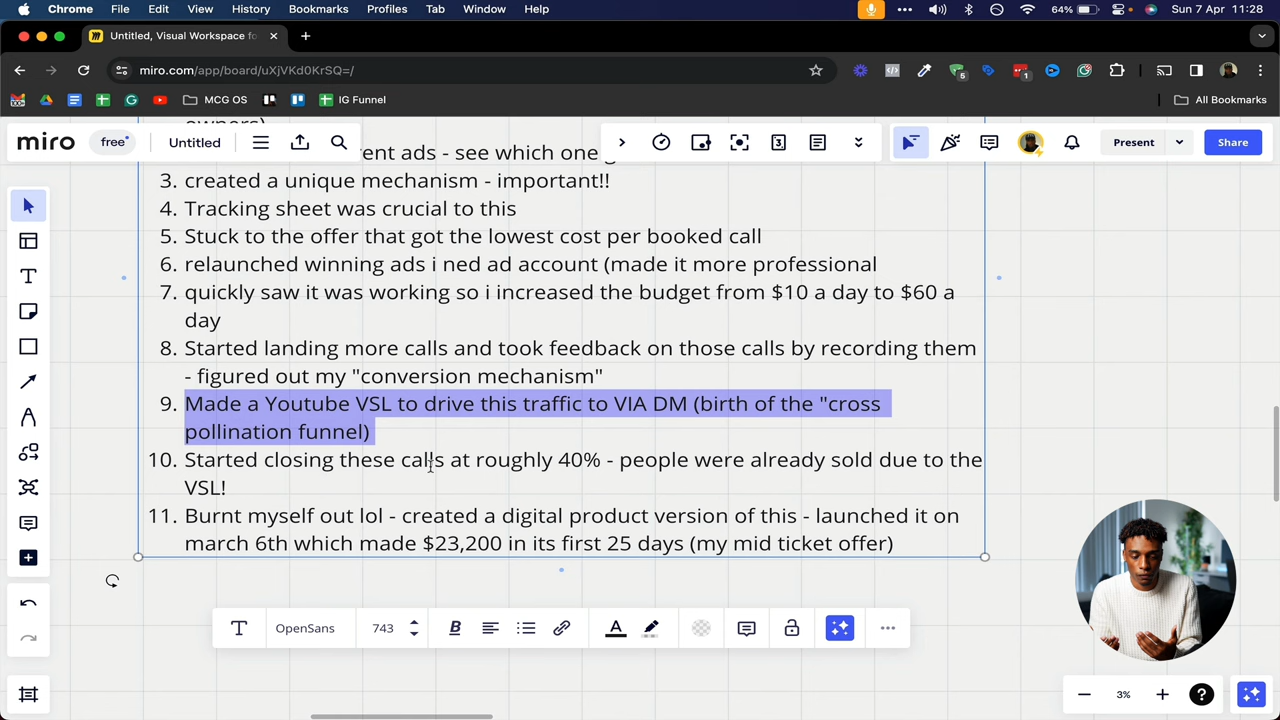 Chrome File Edit View History Bookmarks Profiles Tab Window Help 64% Sun 7 Apr 11:28
Untitled, Visual Workspace fo
miro.com/app/board/uXjVKd0KrSQ=/
5 1
MCG OS IG Funnel All Bookmarks
miro free Untitled 3 Present Share
rent ads - see which one g
3. created a unique mechanism - important!!
4. Tracking sheet was crucial to this
5. Stuck to the offer that got the lowest cost per booked call
6. relaunched winning ads i ned ad account (made it more professional
7. quickly saw it was working so i increased the budget from $10 a day to $60 a
day
8. Started landing more calls and took feedback on those calls by recording them
- figured out my "conversion mechanism"
9. Made a Youtube VSL to drive this traffic to VIA DM (birth of the "cross
pollination funnel)
10. Started closing these calls at roughly 40% - people were already sold due to the
VSL!
11. Burnt myself out lol - created a digital product version of this - launched it on
march 6th which made $23,200 in its first 25 days (my mid ticket offer)
T OpenSans 743 B A
3% ?